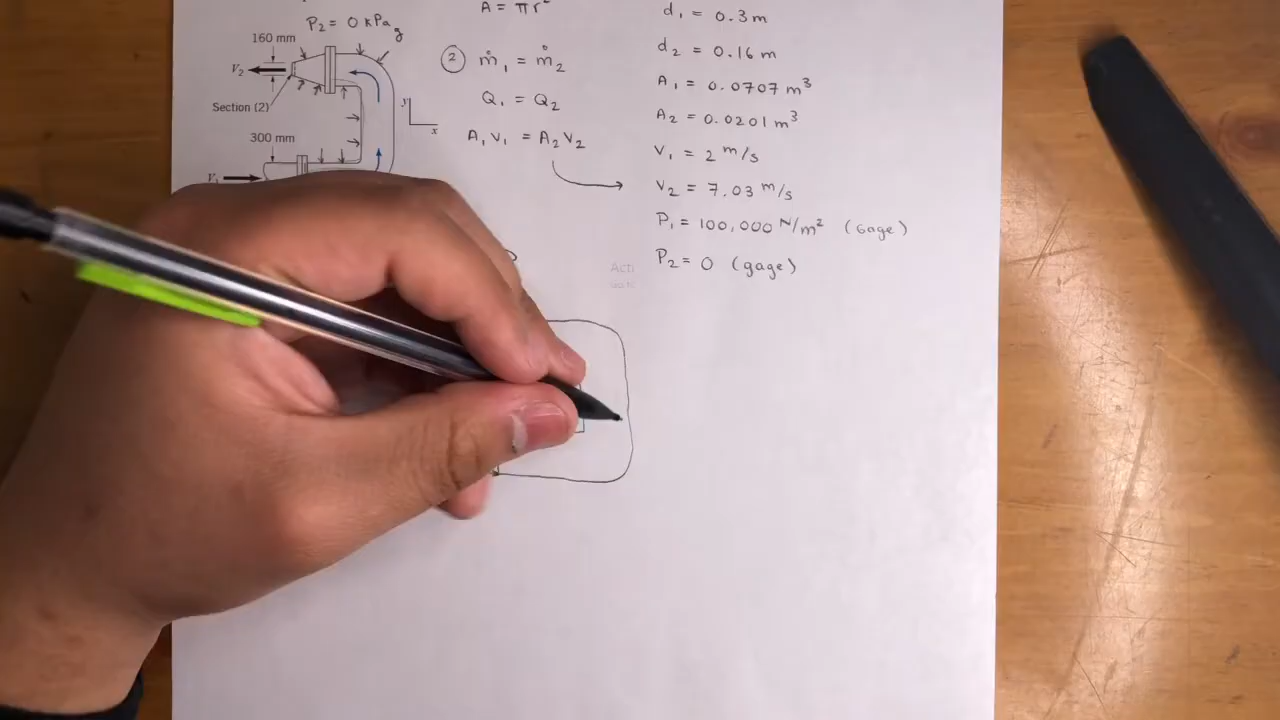 P₂ = 0 kPag
160 mm
V₂
Section (2)
300 mm
V₁
y
x
A = πr²
② ṁ₁ = ṁ₂
Q₁ = Q₂
A₁V₁ = A₂V₂
d₁ = 0.3 m
d₂ = 0.16 m
A₁ = 0.0707 m³
A₂ = 0.0201 m³
V₁ = 2 m/s
V₂ = 7.03 m/s
P₁ = 100,000 N/m² (Gage)
P₂ = 0 (gage)
Acti